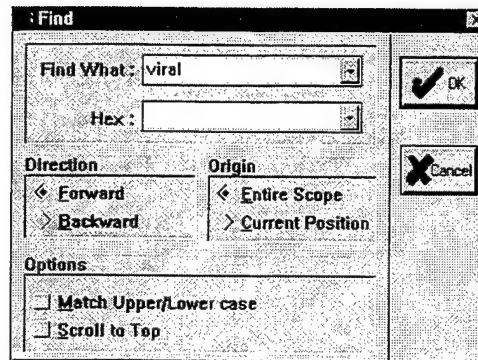 Find
Find What: viral
Hex:
OK
Cancel
Direction
Forward
Backward
Origin
Entire Scope
Current Position
Options
Match Upper/Lower case
Scroll to Top